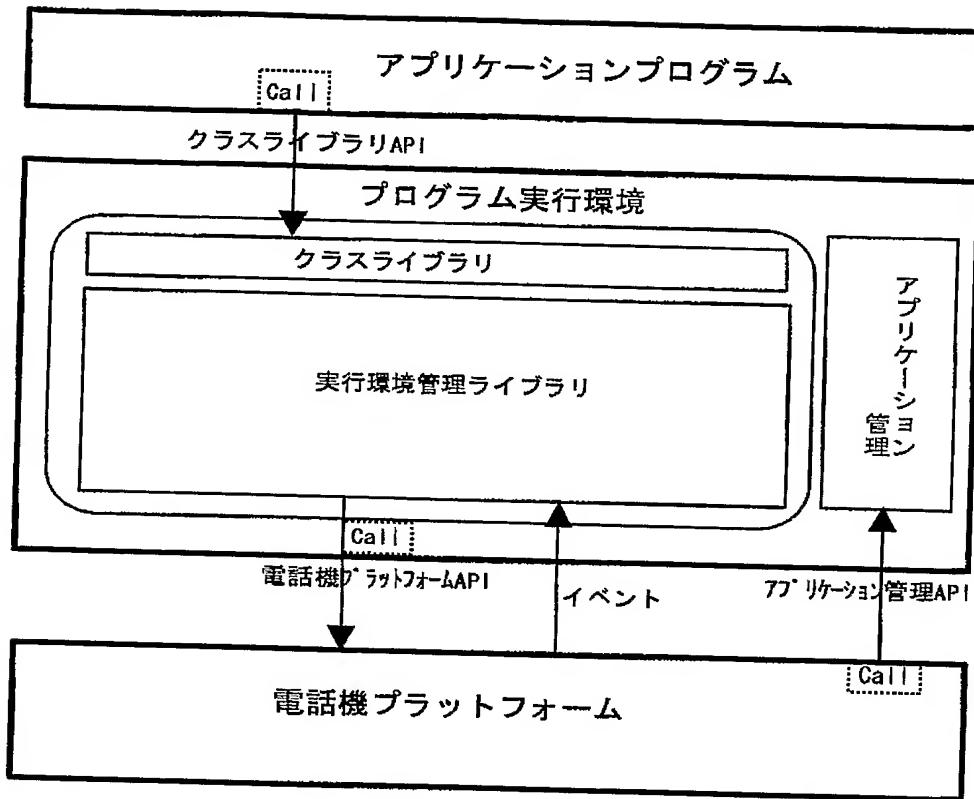 アプリケーションプログラム
Call
クラスライブラリAPI
プログラム実行環境
クラスライブラリ
実行環境管理ライブラリ
アプリケーション
管理
Call
電話機プラットフォームAPI
イベント
アプリケーション管理API
Call
電話機プラットフォーム